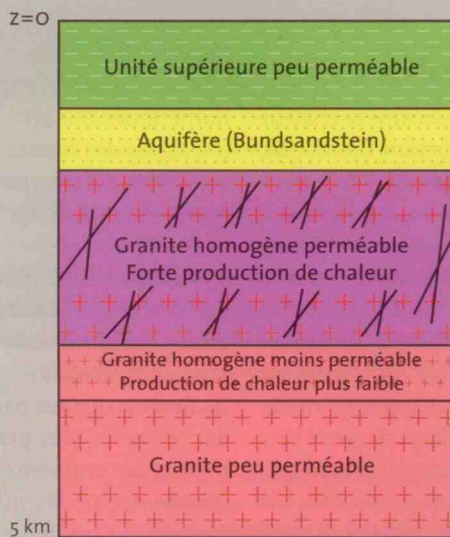 z=0
Unité supérieure peu perméable
Aquifère (Bundsandstein)
Granite homogène perméable
Forte production de chaleur
Granite homogène moins perméable
Production de chaleur plus faible
Granite peu perméable
5 km